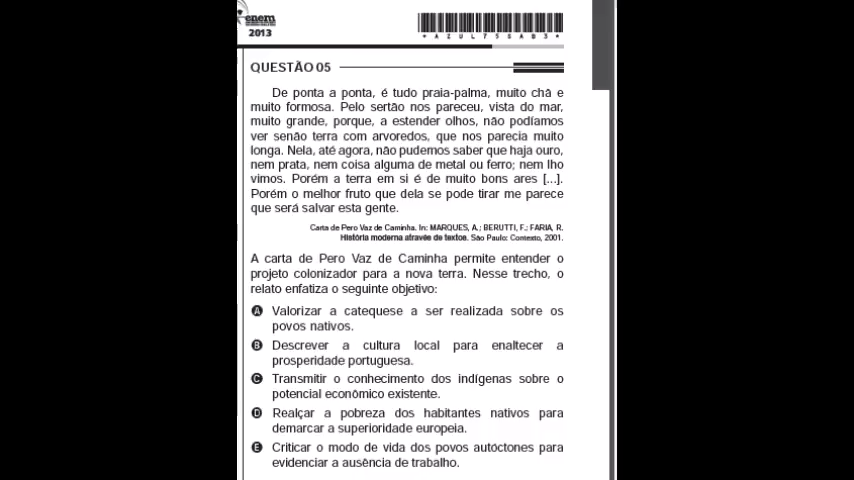 enem
2013
*AZUL75SAB3*
QUESTÃO 05
De ponta a ponta, é tudo praia-palma, muito chã e
muito formosa. Pelo sertão nos pareceu, vista do mar,
muito grande, porque, a estender olhos, não podíamos
ver senão terra com arvoredos, que nos parecia muito
longa. Nela, até agora, não pudemos saber que haja ouro,
nem prata, nem coisa alguma de metal ou ferro; nem lho
vimos. Porém a terra em si é de muito bons ares [...].
Porém o melhor fruto que dela se pode tirar me parece
que será salvar esta gente.
Carta de Pero Vaz de Caminha. In: MARQUES, A.; BERUTTI, F.; FARIA, R.
História moderna através de textos. São Paulo: Contexto, 2001.
A carta de Pero Vaz de Caminha permite entender o
projeto colonizador para a nova terra. Nesse trecho, o
relato enfatiza o seguinte objetivo:
A Valorizar a catequese a ser realizada sobre os
povos nativos.
B Descrever a cultura local para enaltecer a
prosperidade portuguesa.
C Transmitir o conhecimento dos indígenas sobre o
potencial econômico existente.
D Realçar a pobreza dos habitantes nativos para
demarcar a superioridade europeia.
E Criticar o modo de vida dos povos autóctones para
evidenciar a ausência de trabalho.